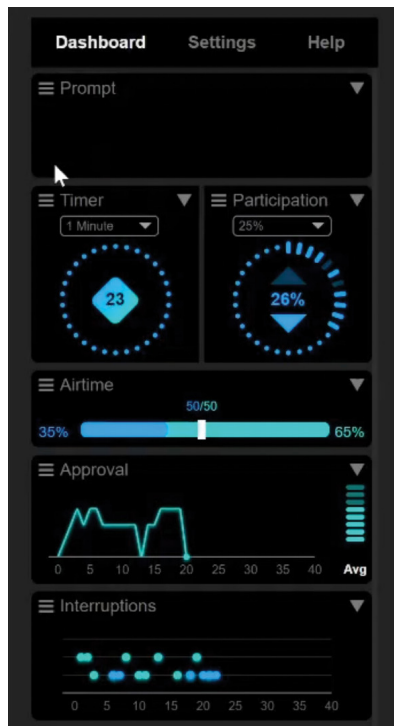 Dashboard Settings Help
Prompt
Timer Participation
1 Minute 25%
23 26%
Airtime
50/50
35% 65%
Approval
0 5 10 15 20 25 30 35 40 Avg
Interruptions
0 5 10 15 20 25 30 35 40